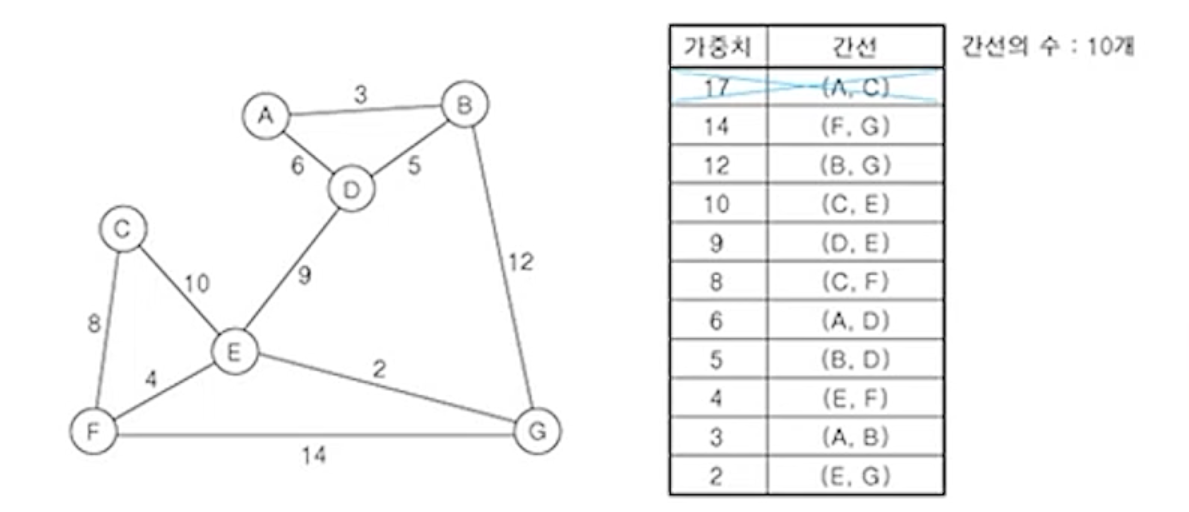 가중치 간선
17 (A, C)
14 (F, G)
12 (B, G)
10 (C, E)
9 (D, E)
8 (C, F)
6 (A, D)
5 (B, D)
4 (E, F)
3 (A, B)
2 (E, G)
간선의 수 : 10개
A
3
B
6
5
D
C
9
12
10
8
E
4
2
F
G
14